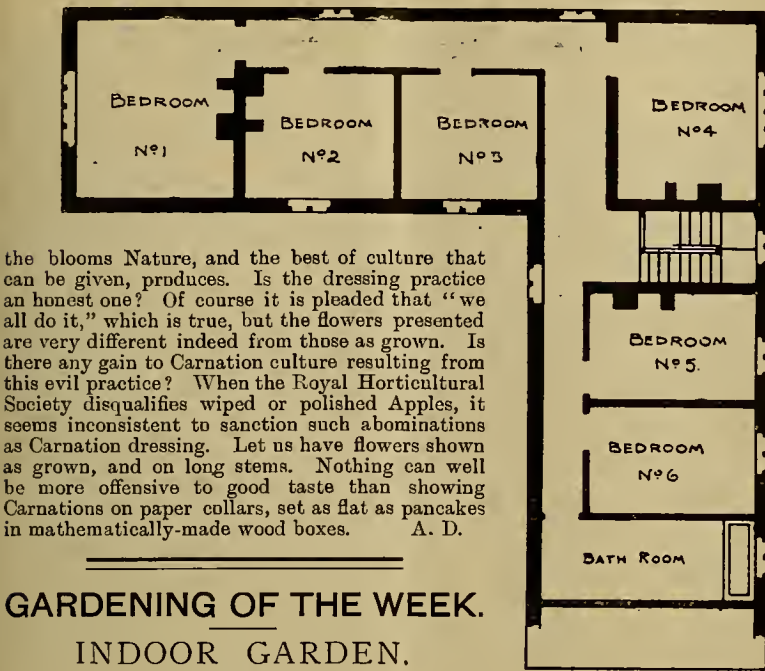 BEDROOM
Nº1
BEDROOM
Nº2
BEDROOM
Nº3
BEDROOM
Nº4
BEDROOM
Nº5.
BEDROOM
Nº6
BATH ROOM
the blooms Nature, and the best of culture that
can be given, produces. Is the dressing practice
an honest one? Of course it is pleaded that "we
all do it," which is true, but the flowers presented
are very different indeed from those as grown. Is
there any gain to Carnation culture resulting from
this evil practice? When the Royal Horticultural
Society disqualifies wiped or polished Apples, it
seems inconsistent to sanction such abominations
as Carnation dressing. Let us have flowers shown
as grown, and on long stems. Nothing can well
be more offensive to good taste than showing
Carnations on paper collars, set as flat as pancakes
in mathematically-made wood boxes. A. D.
GARDENING OF THE WEEK.
INDOOR GARDEN.